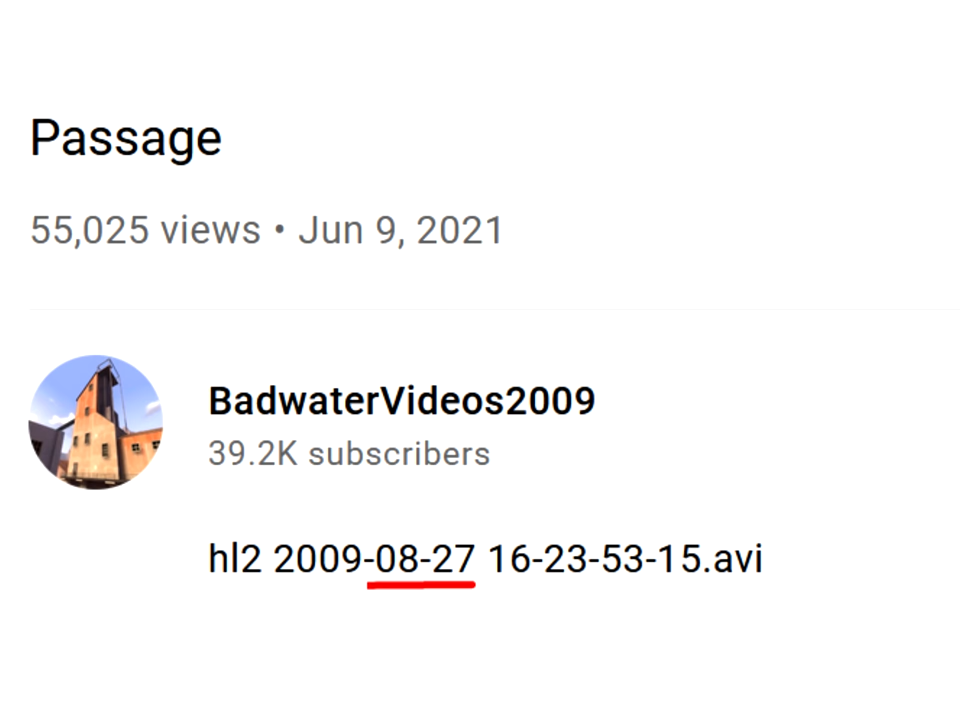 Passage
55,025 views • Jun 9, 2021
BadwaterVideos2009
39.2K subscribers
hl2 2009-08-27 16-23-53-15.avi